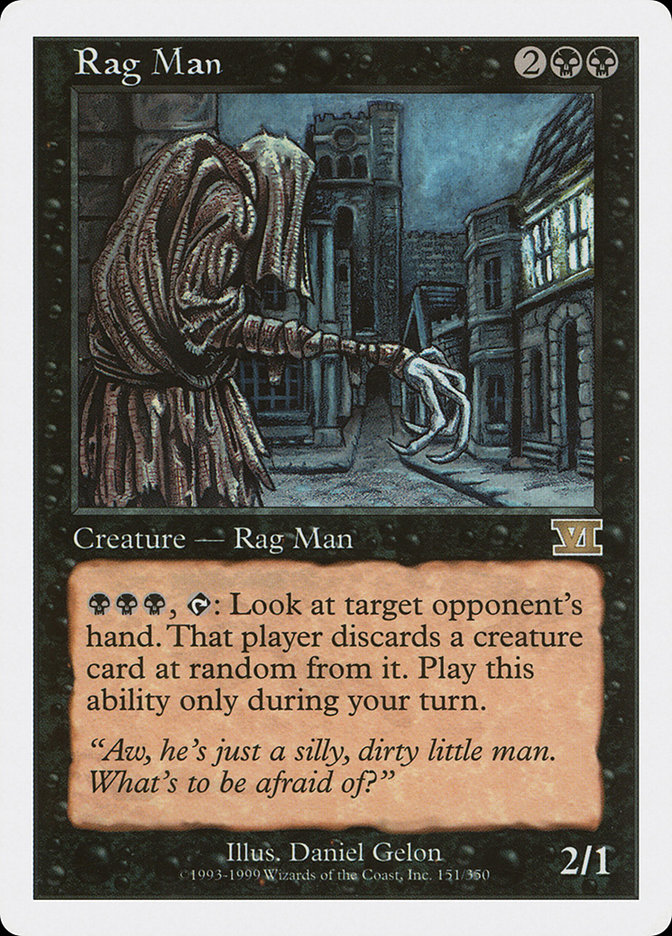 Rag Man 2
Creature — Rag Man VI
, : Look at target opponent's
hand. That player discards a creature
card at random from it. Play this
ability only during your turn.
“Aw, he's just a silly, dirty little man.
What's to be afraid of?”
Illus. Daniel Gelon
©1993-1999 Wizards of the Coast, Inc. 151/350
2/1